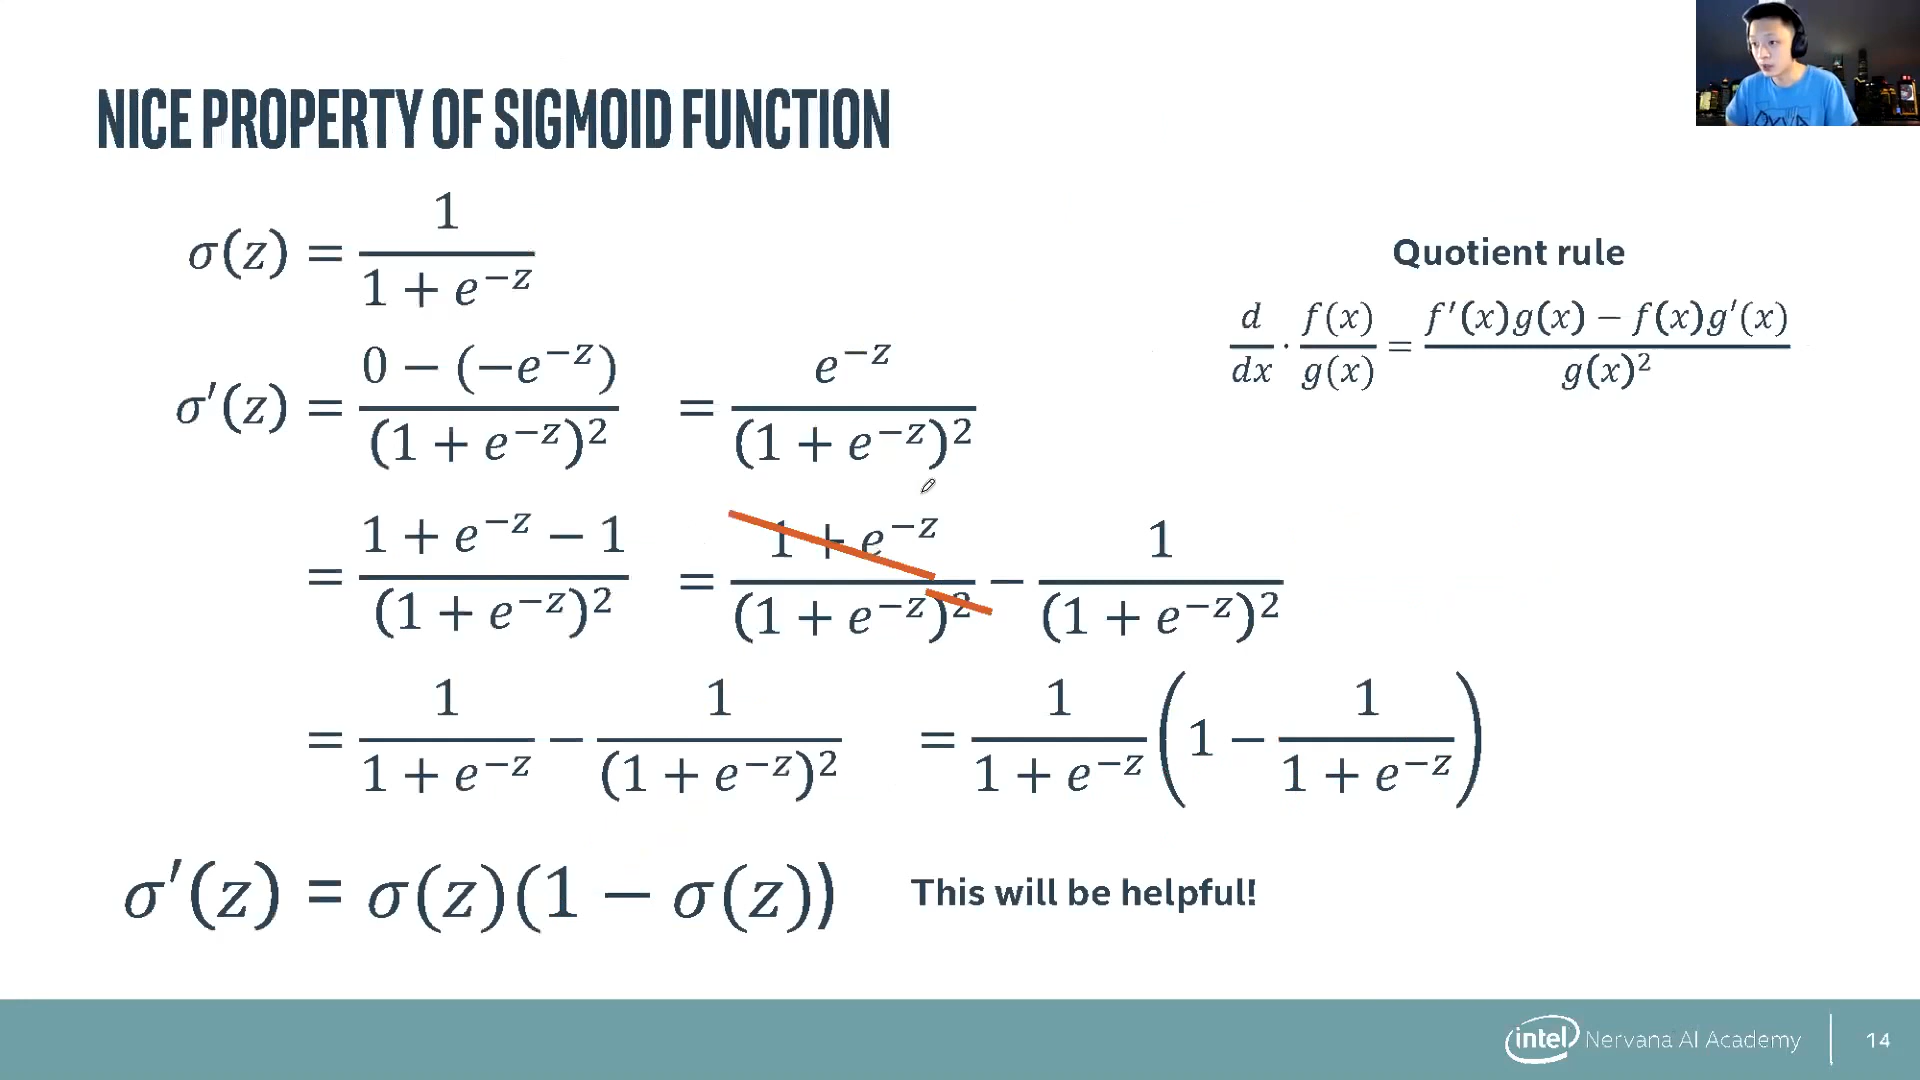 NICE PROPERTY OF SIGMOID FUNCTION
σ(z) = 1 / (1 + e^{−z})
Quotient rule
d/dx · f(x)/g(x) = (f′(x)g(x) − f(x)g′(x)) / g(x)²
σ′(z) = (0 − (−e^{−z})) / (1 + e^{−z})² = e^{−z} / (1 + e^{−z})²
= (1 + e^{−z} − 1) / (1 + e^{−z})² = (1 + e^{−z}) / (1 + e^{−z})² − 1 / (1 + e^{−z})²
= 1 / (1 + e^{−z}) − 1 / (1 + e^{−z})² = 1 / (1 + e^{−z}) (1 − 1 / (1 + e^{−z}))
σ′(z) = σ(z)(1 − σ(z)) This will be helpful!
intel Nervana AI Academy 14